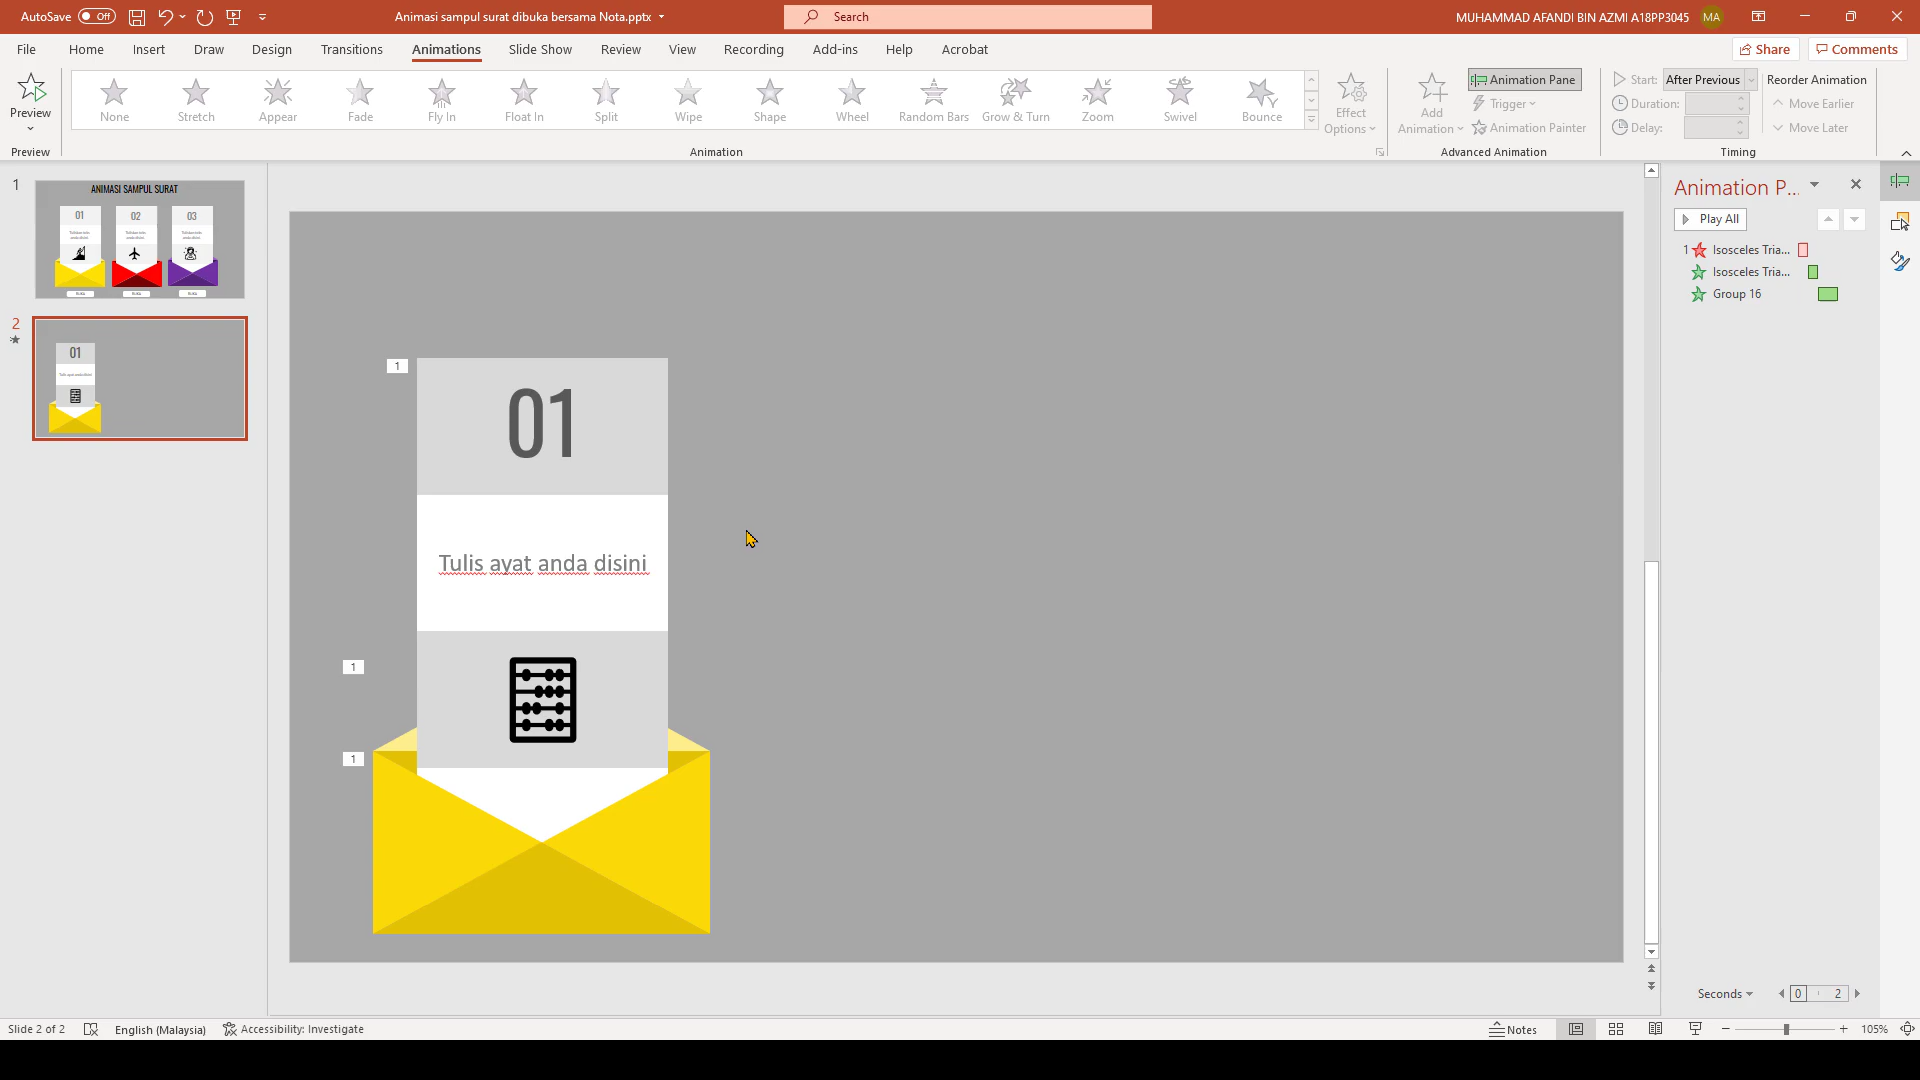 AutoSave Off Animasi sampul surat dibuka bersama Nota.pptx Search MUHAMMAD AFANDI BIN AZMI A18PP3045 MA
File Home Insert Draw Design Transitions Animations Slide Show Review View Recording Add-ins Help Acrobat Share Comments
Preview
None Stretch Appear Fade Fly In Float In Split Wipe Shape Wheel Random Bars Grow & Turn Zoom Swivel Bounce
Effect
Options
Add
Animation
Animation Pane
Trigger
Animation Painter
Start: After Previous
Duration:
Delay:
Reorder Animation
Move Earlier
Move Later
Preview Animation Advanced Animation Timing
1
ANIMASI SAMPUL SURAT
01 02 03
2
01
Tulis ayat anda disini
1
01
Tulis ayat anda disini
1
1
Animation P...
Play All
1 Isosceles Tria...
Isosceles Tria...
Group 16
Seconds 0 2
Slide 2 of 2 English (Malaysia) Accessibility: Investigate Notes 105%